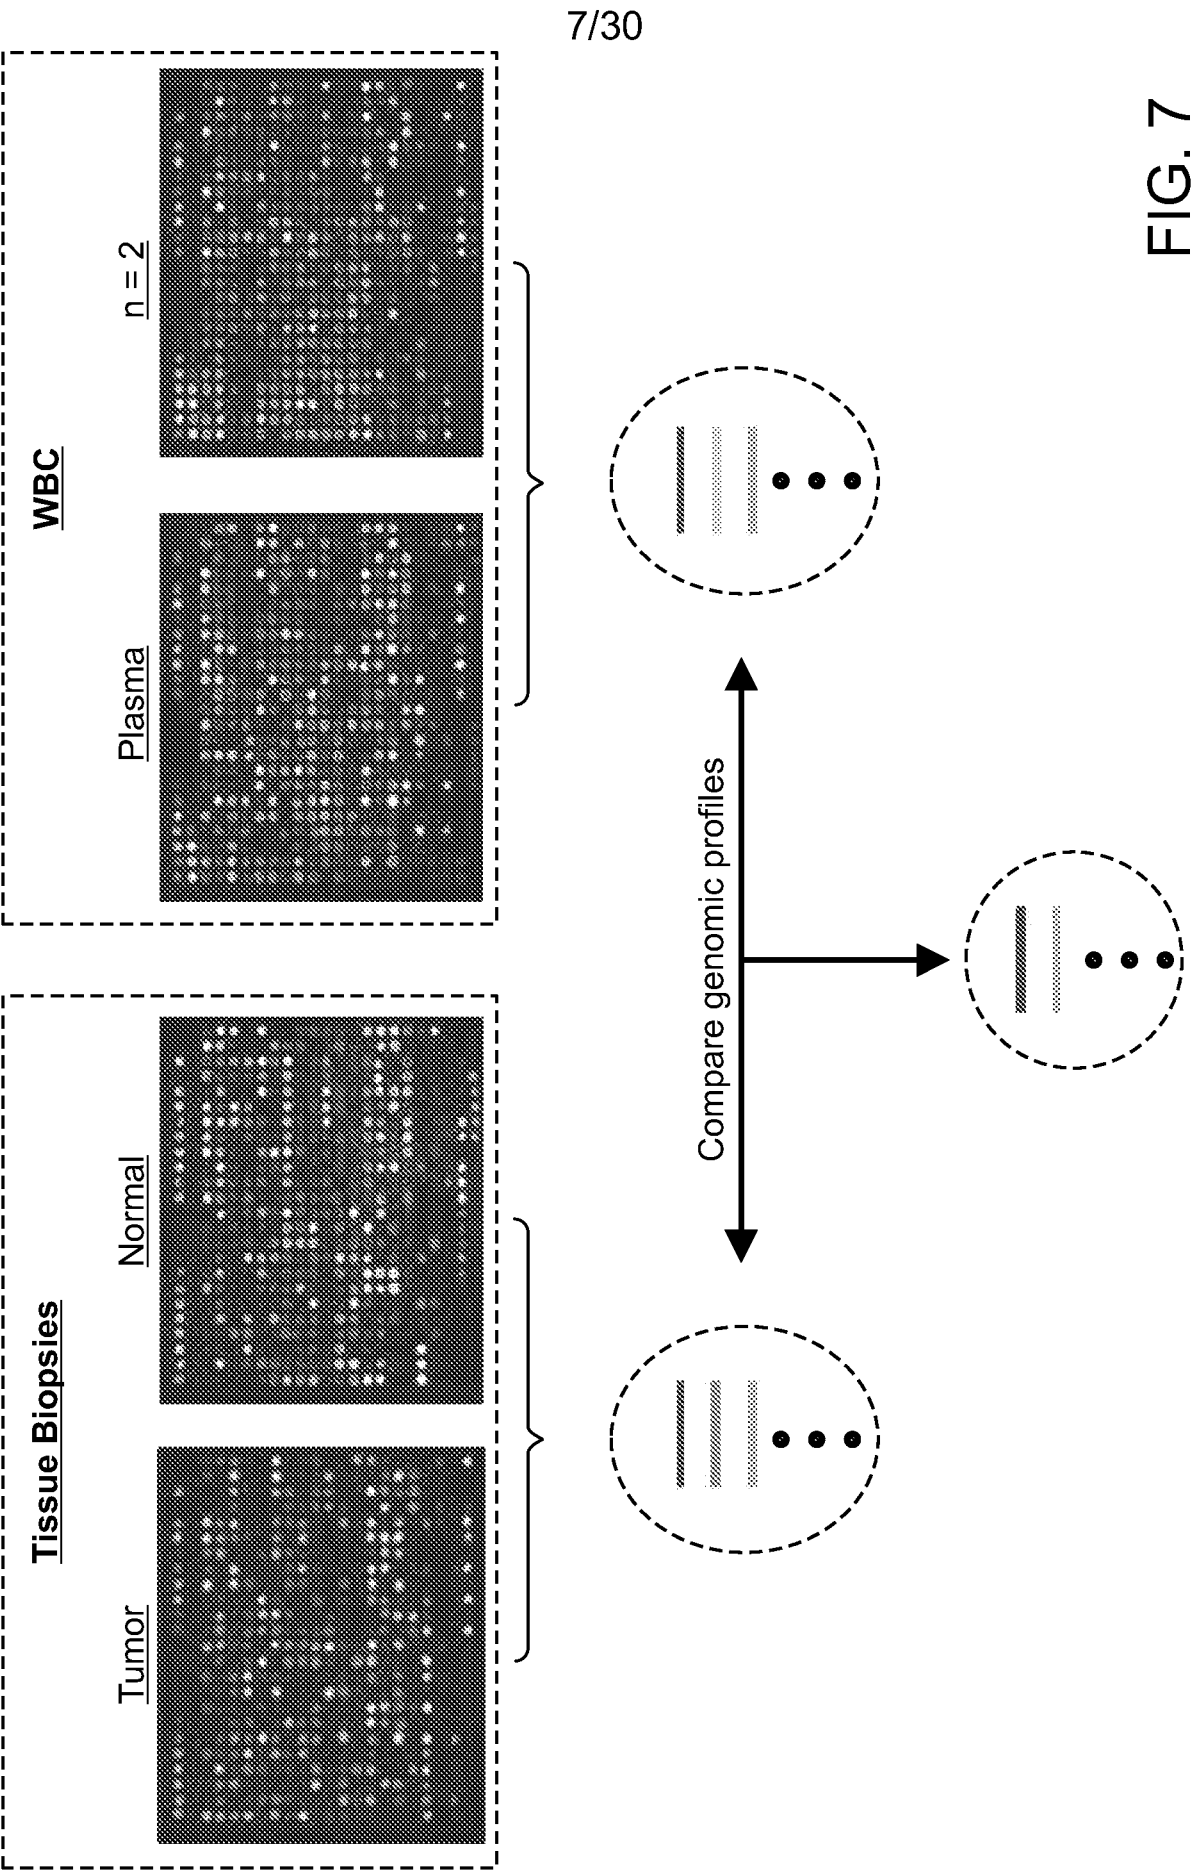 7/30
Tissue Biopsies
WBC
Tumor
Normal
Plasma
n = 2
Compare genomic profiles
FIG. 7